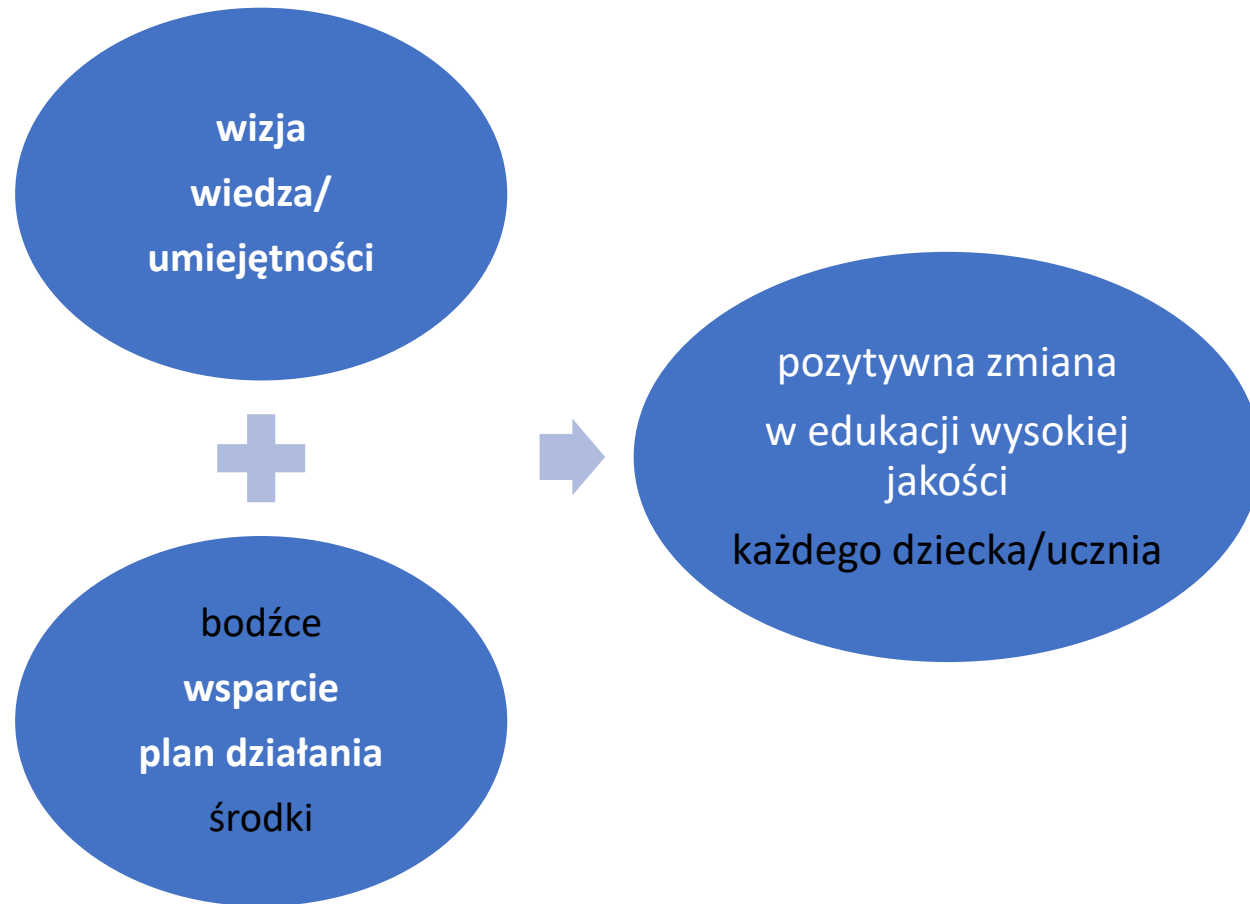 wizja
wiedza/
umiejętności
bodźce
wsparcie
plan działania
środki
pozytywna zmiana
w edukacji wysokiej
jakości
każdego dziecka/ucznia